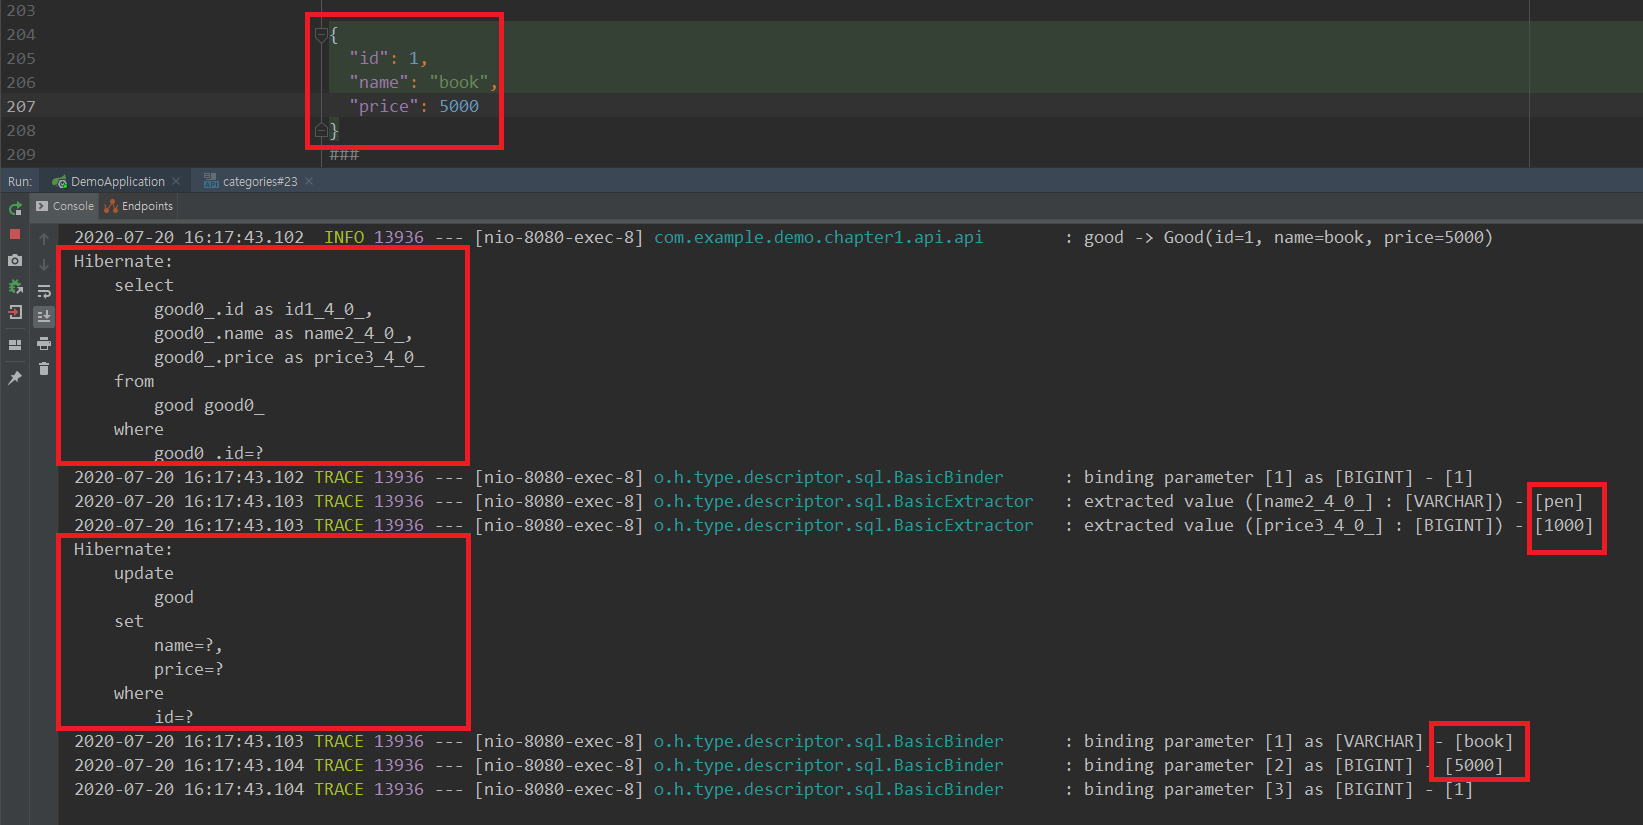 203
204 {
205 "id": 1,
206 "name": "book",
207 "price": 5000
208 }
209 ###
Run: DemoApplication × categories#23 ×
Console Endpoints
2020-07-20 16:17:43.102  INFO 13936 --- [nio-8080-exec-8] com.example.demo.chapter1.api.api        : good -> Good(id=1, name=book, price=5000)
Hibernate:
    select
        good0_.id as id1_4_0_,
        good0_.name as name2_4_0_,
        good0_.price as price3_4_0_
    from
        good good0_
    where
        good0_.id=?
2020-07-20 16:17:43.102 TRACE 13936 --- [nio-8080-exec-8] o.h.type.descriptor.sql.BasicBinder      : binding parameter [1] as [BIGINT] - [1]
2020-07-20 16:17:43.103 TRACE 13936 --- [nio-8080-exec-8] o.h.type.descriptor.sql.BasicExtractor   : extracted value ([name2_4_0_] : [VARCHAR]) - [pen]
2020-07-20 16:17:43.103 TRACE 13936 --- [nio-8080-exec-8] o.h.type.descriptor.sql.BasicExtractor   : extracted value ([price3_4_0_] : [BIGINT]) - [1000]
Hibernate:
    update
        good
    set
        name=?,
        price=?
    where
        id=?
2020-07-20 16:17:43.103 TRACE 13936 --- [nio-8080-exec-8] o.h.type.descriptor.sql.BasicBinder      : binding parameter [1] as [VARCHAR] - [book]
2020-07-20 16:17:43.104 TRACE 13936 --- [nio-8080-exec-8] o.h.type.descriptor.sql.BasicBinder      : binding parameter [2] as [BIGINT] - [5000]
2020-07-20 16:17:43.104 TRACE 13936 --- [nio-8080-exec-8] o.h.type.descriptor.sql.BasicBinder      : binding parameter [3] as [BIGINT] - [1]